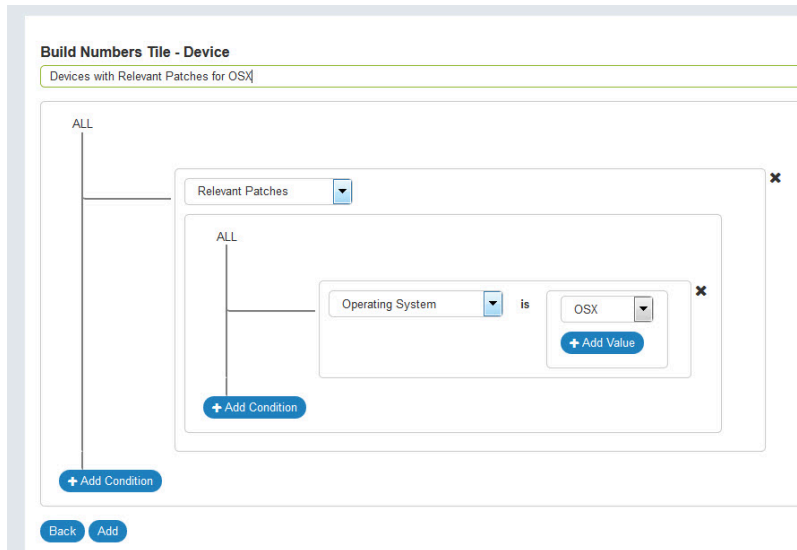 Build Numbers Tile - Device
Devices with Relevant Patches for OSX
ALL
Relevant Patches
ALL
Operating System is OSX
+ Add Value
+ Add Condition
+ Add Condition
Back Add